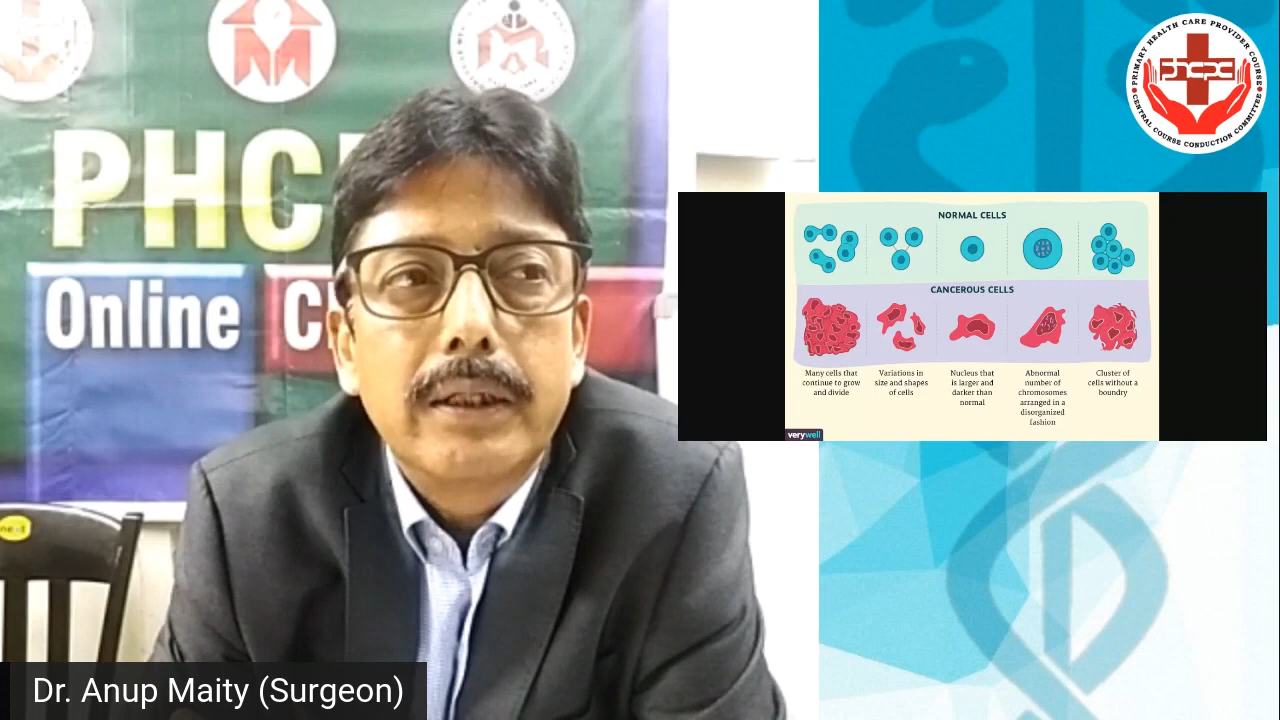 PHC
Online C
next
Dr. Anup Maity (Surgeon)
PRIMARY HEALTH CARE PROVIDER COURSE
phcpc
CENTRAL COURSE CONDUCTION COMMITTEE
NORMAL CELLS
CANCEROUS CELLS
Many cells that
continue to grow
and divide
Variations in
size and shapes
of cells
Nucleus that
is larger and
darker than
normal
Abnormal
number of
chromosomes
arranged in a
disorganized
fashion
Cluster of
cells without a
boundry
verywell